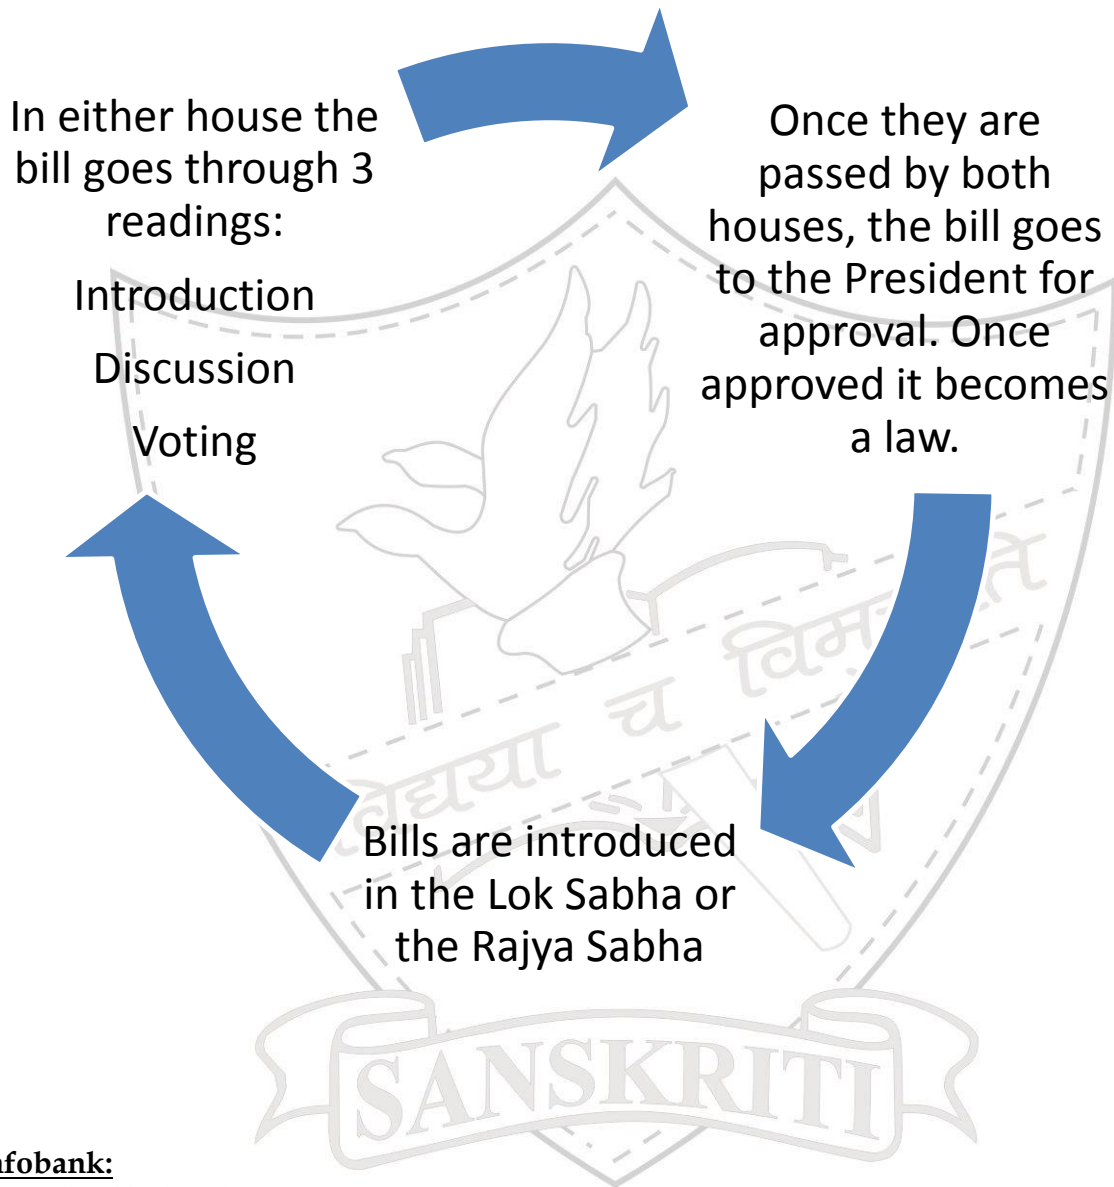 In either house the
bill goes through 3
readings:
Introduction
Discussion
Voting
Once they are
passed by both
houses, the bill goes
to the President for
approval. Once
approved it becomes
a law.
Bills are introduced
in the Lok Sabha or
the Rajya Sabha
विद्यया च
SANSKRITI
nfobank: